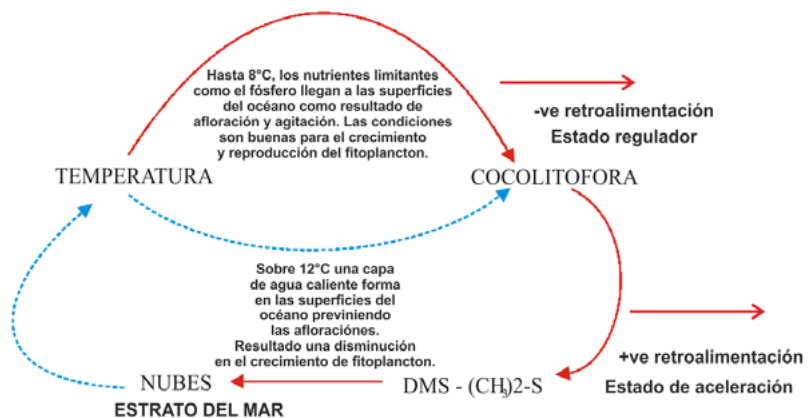 Hasta 8°C, los nutrientes limitantes
como el fósfero llegan a las superficies
del océano como resultado de
afloración y agitación. Las condiciones
son buenas para el crecimiento
y reproducción del fitoplancton.
-ve retroalimentación
Estado regulador
TEMPERATURA
COCOLITOFORA
Sobre 12°C una capa
de agua caliente forma
en las superficies del
océano previniendo
las afloraciónes.
Resultado una disminución
en el crecimiento de fitoplancton.
+ve retroalimentación
Estado de aceleración
NUBES
ESTRATO DEL MAR
DMS - (CH3)2-S